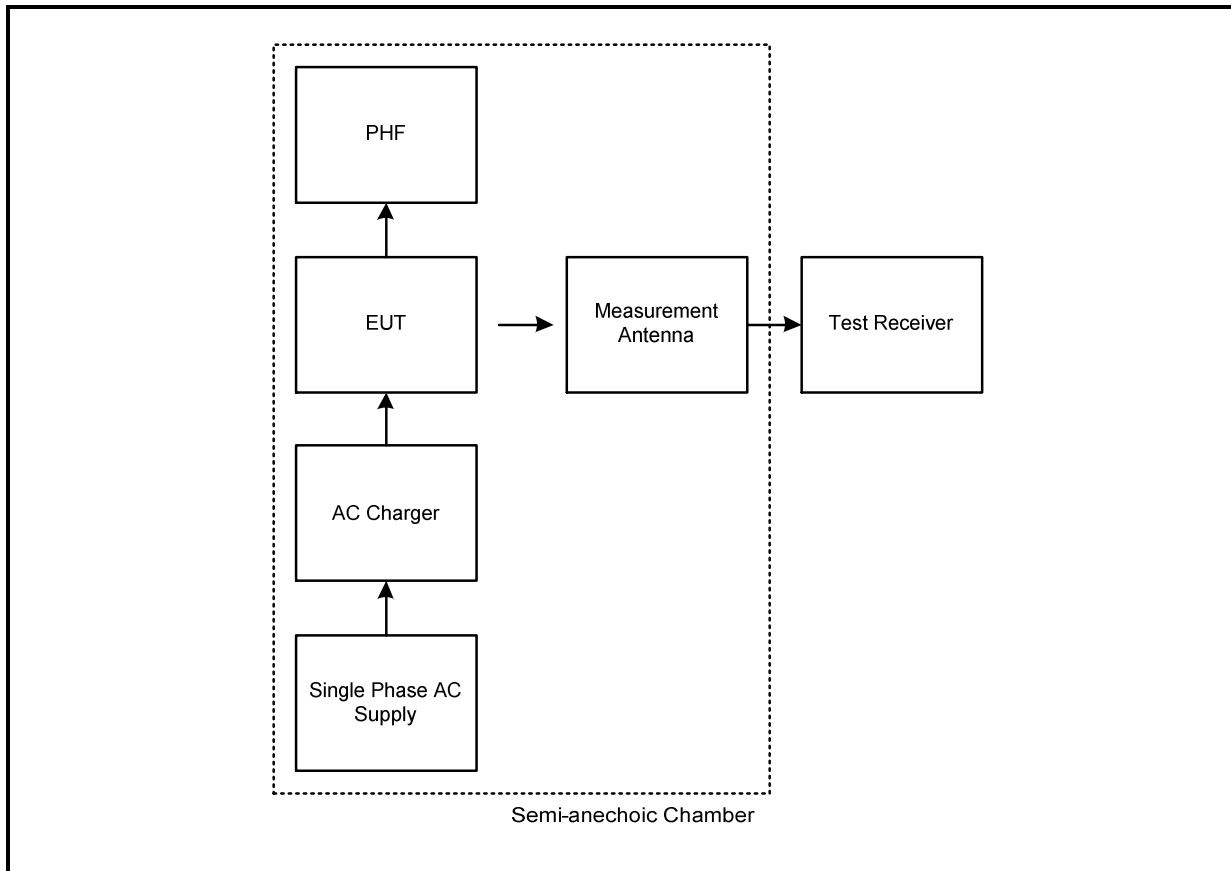 PHF
EUT
Measurement
Antenna
Test Receiver
AC Charger
Single Phase AC
Supply
Semi-anechoic Chamber